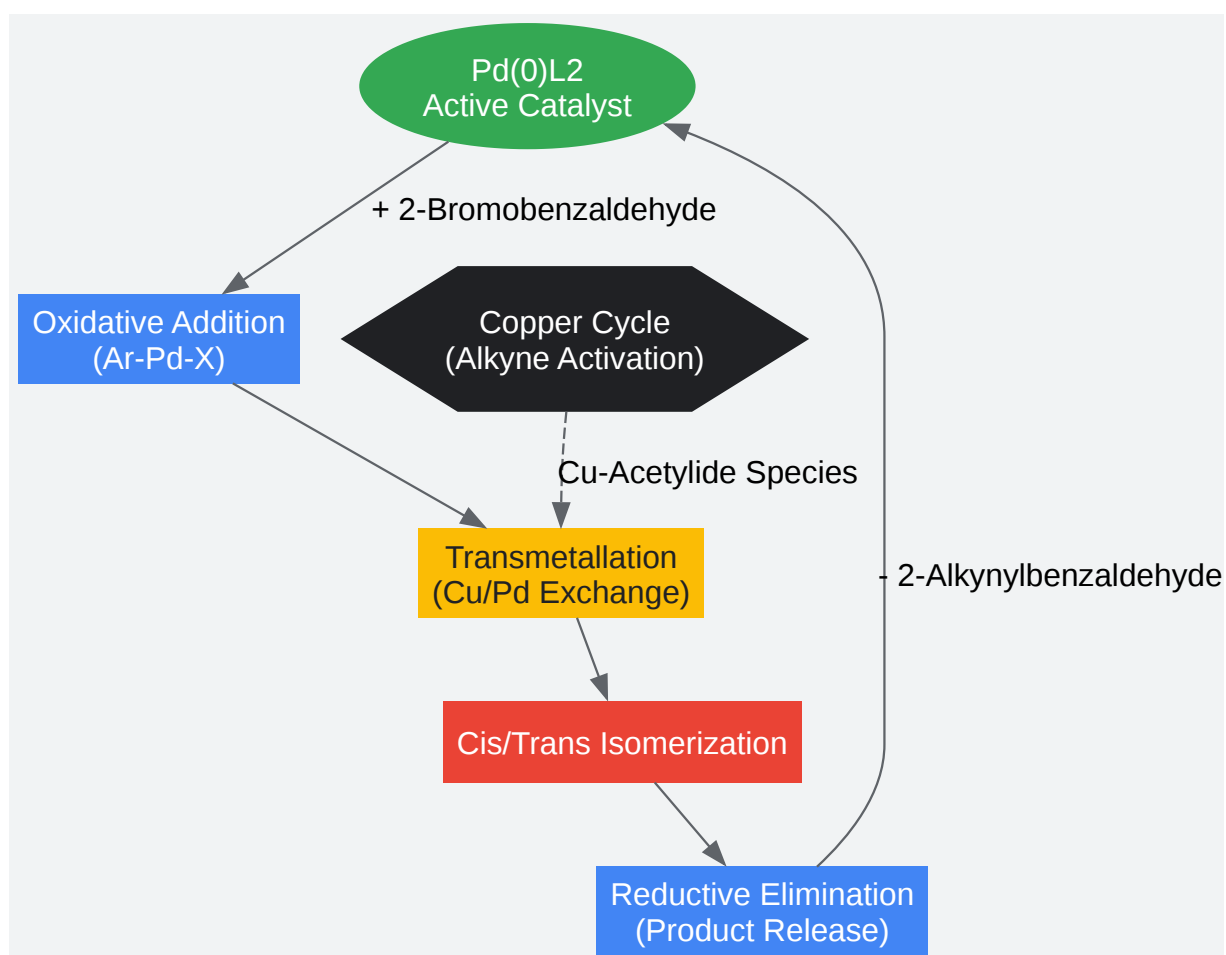 Pd(0)L2
Active Catalyst
+ 2-Bromobenzaldehyde
Oxidative Addition
(Ar-Pd-X)
Copper Cycle
(Alkyne Activation)
Cu-Acetylide Species
Transmetallation
(Cu/Pd Exchange)
- 2-Alkynylbenzaldehyde
Cis/Trans Isomerization
Reductive Elimination
(Product Release)